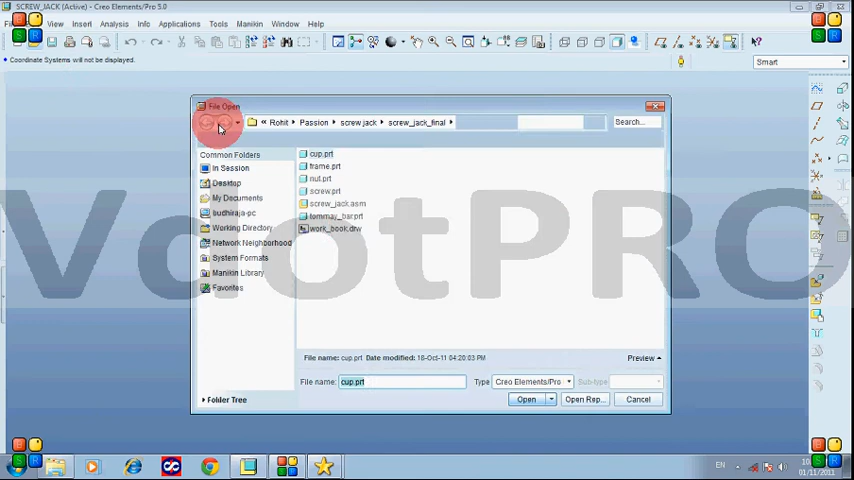 SCREW_JACK (Active) - Creo Elements/Pro 5.0
View Insert Analysis Info Applications Tools Manikin Window Help
Coordinate Systems will not be displayed.
Smart
File Open
« Rohit Passion screw jack screw_jack_final
Search...
Common Folders
In Session
Desktop
My Documents
budhiraja-pc
Working Directory
Network Neighborhood
System Formats
Manikin Library
Favorites
cup.prt
frame.prt
nut.prt
screw.prt
screw_jack.asm
tommay_bar.prt
work_book.drw
VaotPRO
File name: cup.prt Date modified: 18-Oct-11 04:20:03 PM
Preview
File name: cup.prt Type Creo Elements/Pro Sub-type
Folder Tree
Open Open Rep... Cancel
EN
01/11/2011